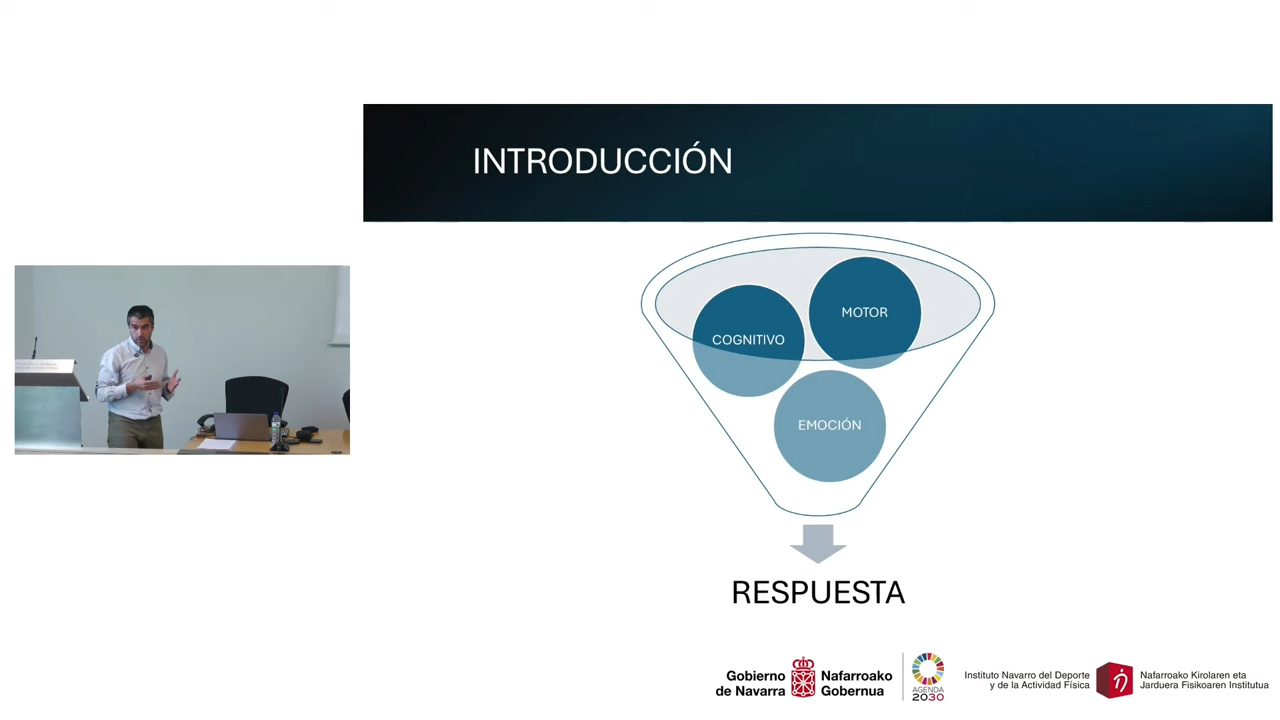 INTRODUCCIÓN
MOTOR
COGNITIVO
EMOCIÓN
RESPUESTA
Gobierno
de Navarra
Nafarroako
Gobernua
AGENDA
2030
Instituto Navarro del Deporte
y de la Actividad Física
Nafarroako Kirolaren eta
Jarduera Fisikoaren Institutua